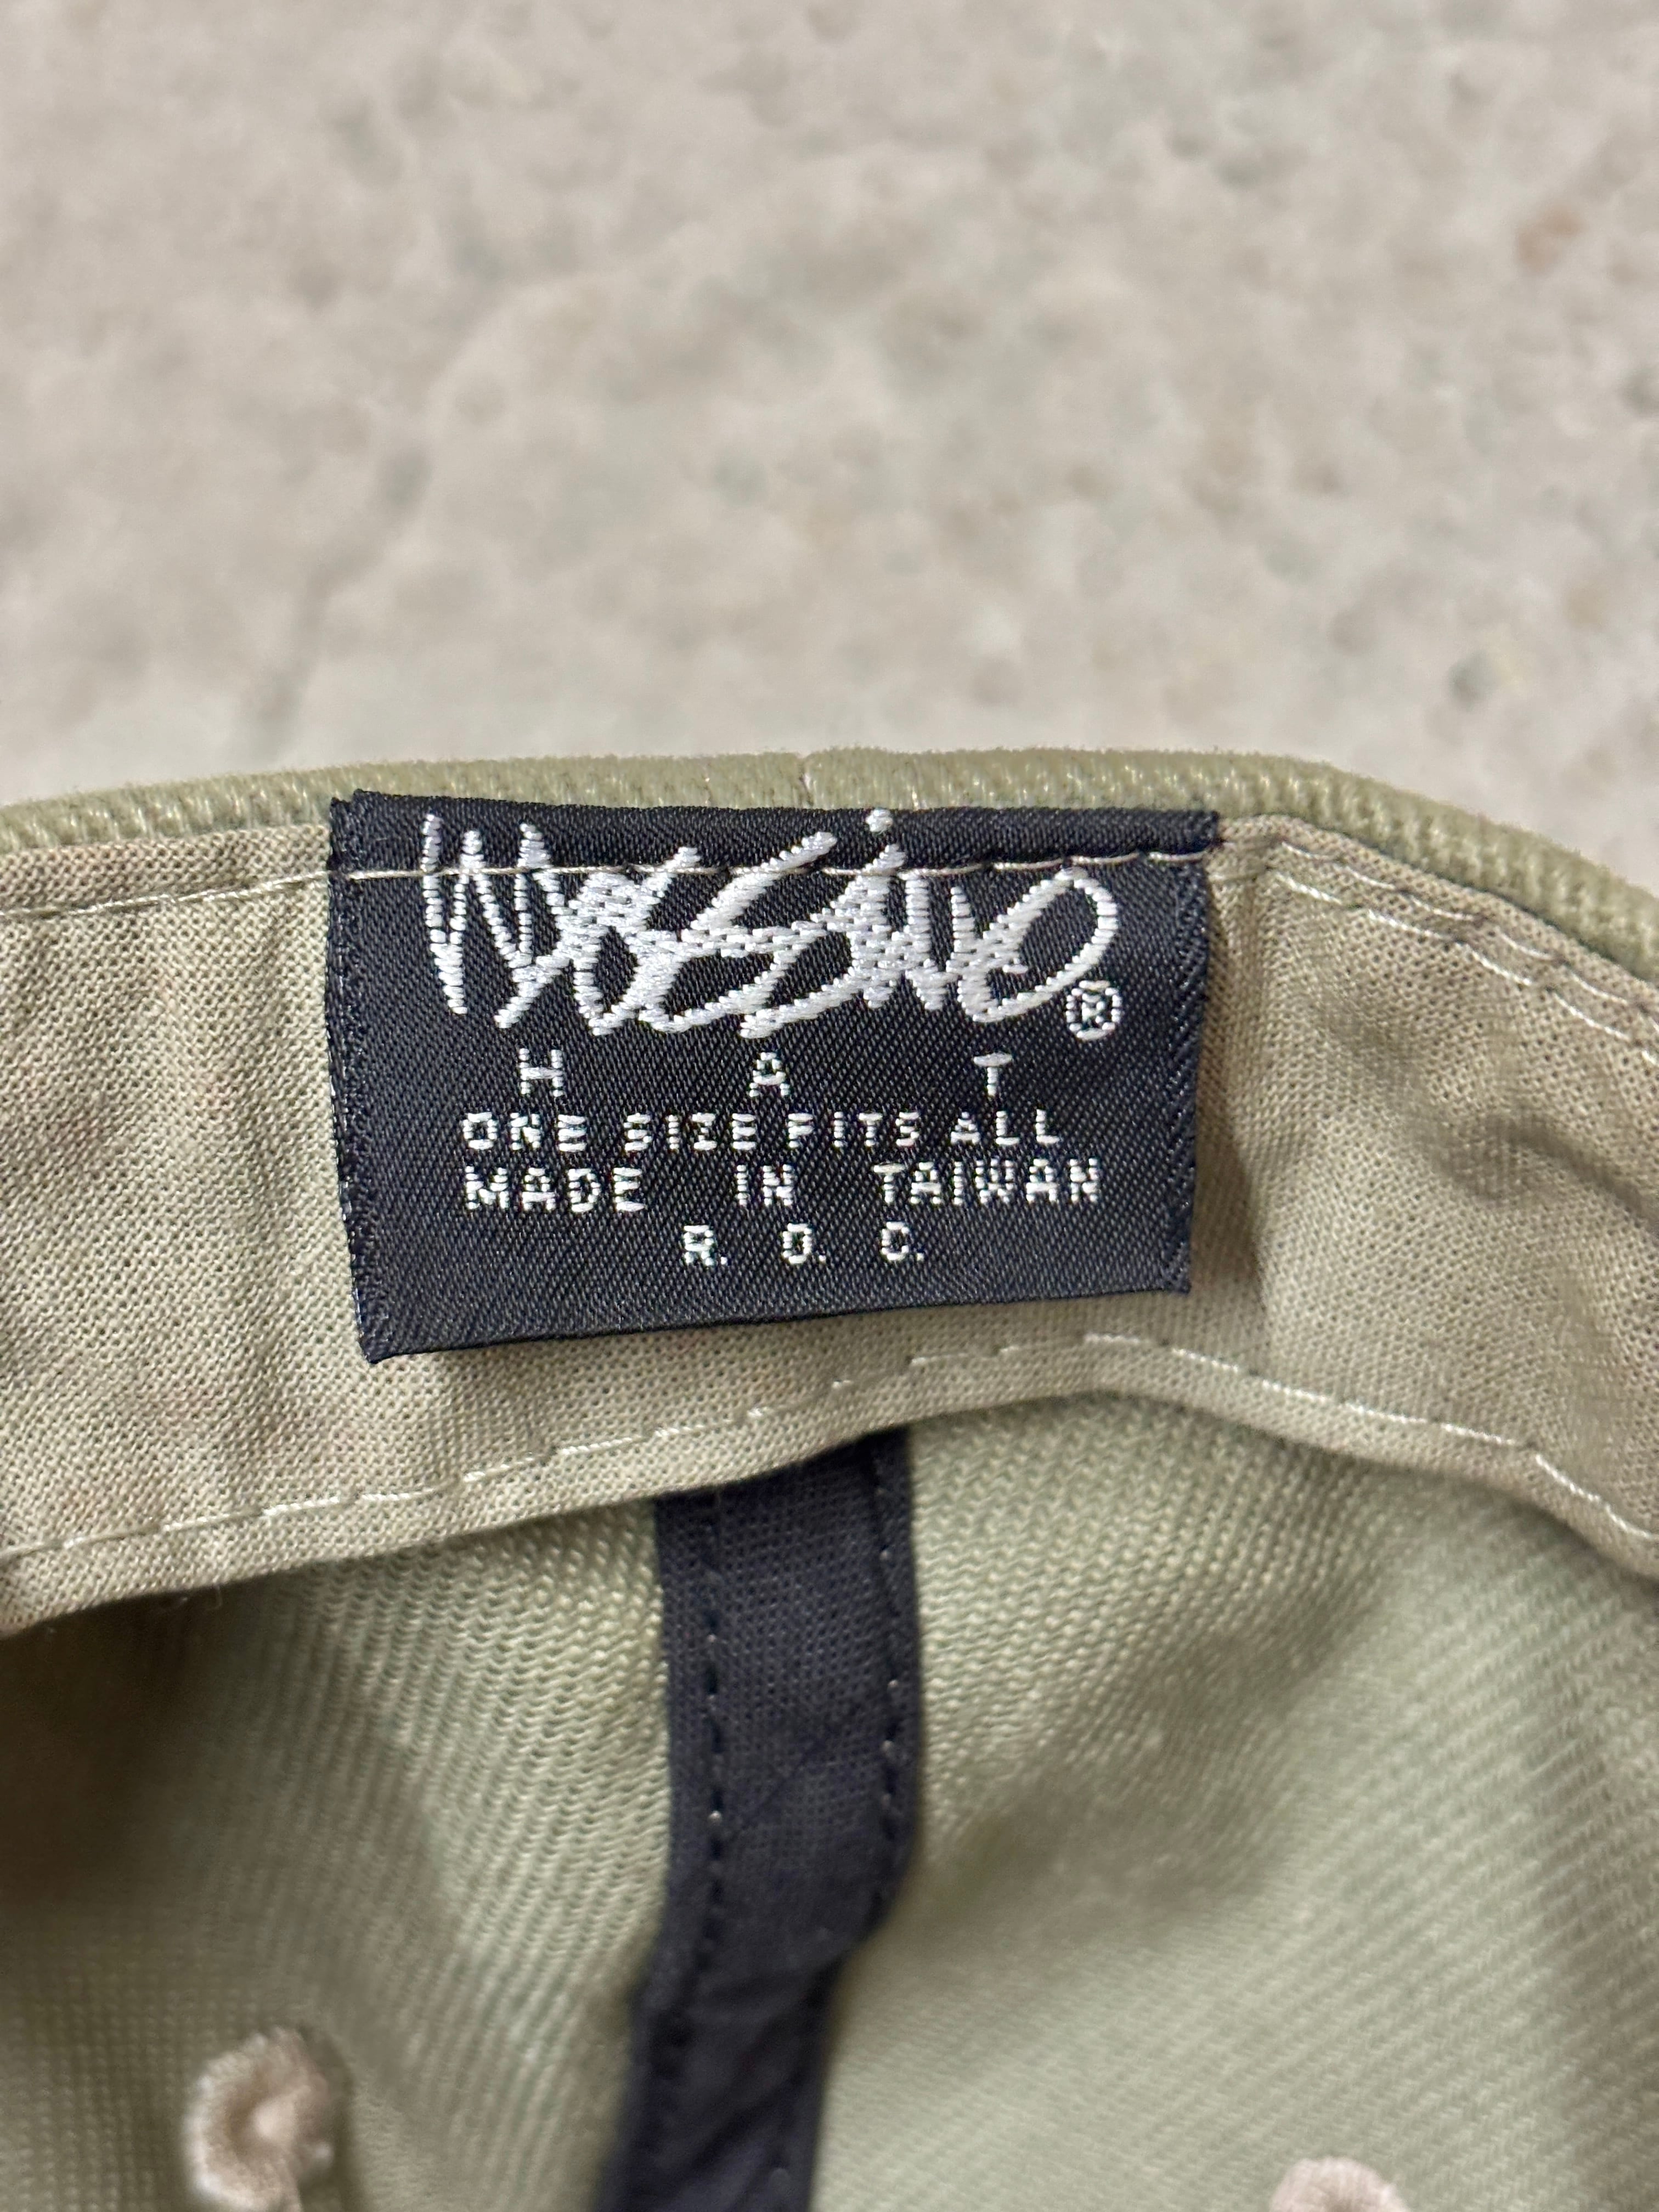 Mossimo®
H A T
ONE SIZE FITS ALL
MADE IN TAIWAN
R. O. C.